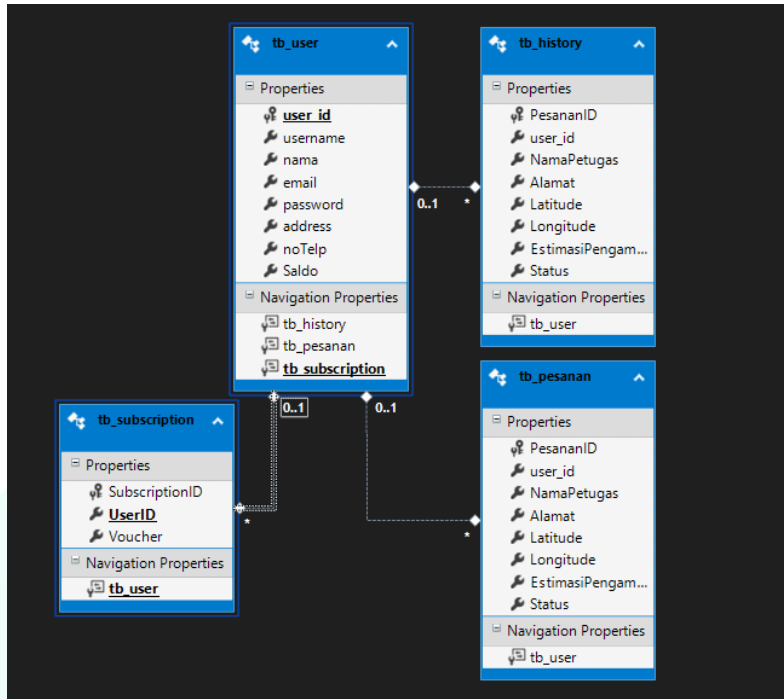 tb_user
Properties
user_id
username
nama
email
password
address
noTelp
Saldo
Navigation Properties
tb_history
tb_pesanan
tb_subscription
tb_history
Properties
PesananID
user_id
NamaPetugas
Alamat
Latitude
Longitude
EstimasiPengam...
Status
Navigation Properties
tb_user
0..1
*
tb_subscription
Properties
SubscriptionID
UserID
Voucher
Navigation Properties
tb_user
0..1
*
0..1
*
tb_pesanan
Properties
PesananID
user_id
NamaPetugas
Alamat
Latitude
Longitude
EstimasiPengam...
Status
Navigation Properties
tb_user